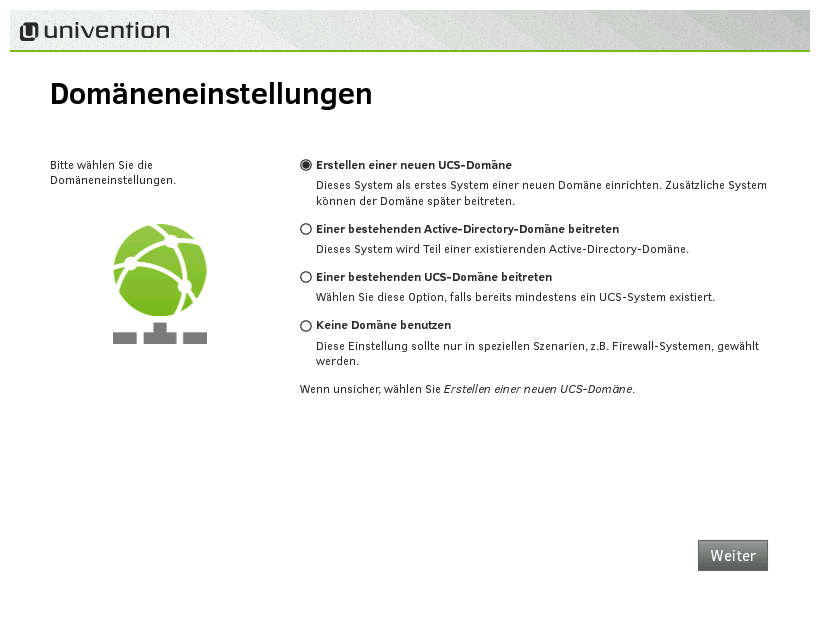 univention
Domäneneinstellungen
Bitte wählen Sie die
Domäneneinstellungen.
Erstellen einer neuen UCS-Domäne
Dieses System als erstes System einer neuen Domäne einrichten. Zusätzliche System
können der Domäne später beitreten.
Einer bestehenden Active-Directory-Domäne beitreten
Dieses System wird Teil einer existierenden Active-Directory-Domäne.
Einer bestehenden UCS-Domäne beitreten
Wählen Sie diese Option, falls bereits mindestens ein UCS-System existiert.
Keine Domäne benutzen
Diese Einstellung sollte nur in speziellen Szenarien, z.B. Firewall-Systemen, gewählt
werden.
Wenn unsicher, wählen Sie Erstellen einer neuen UCS-Domäne.
Weiter